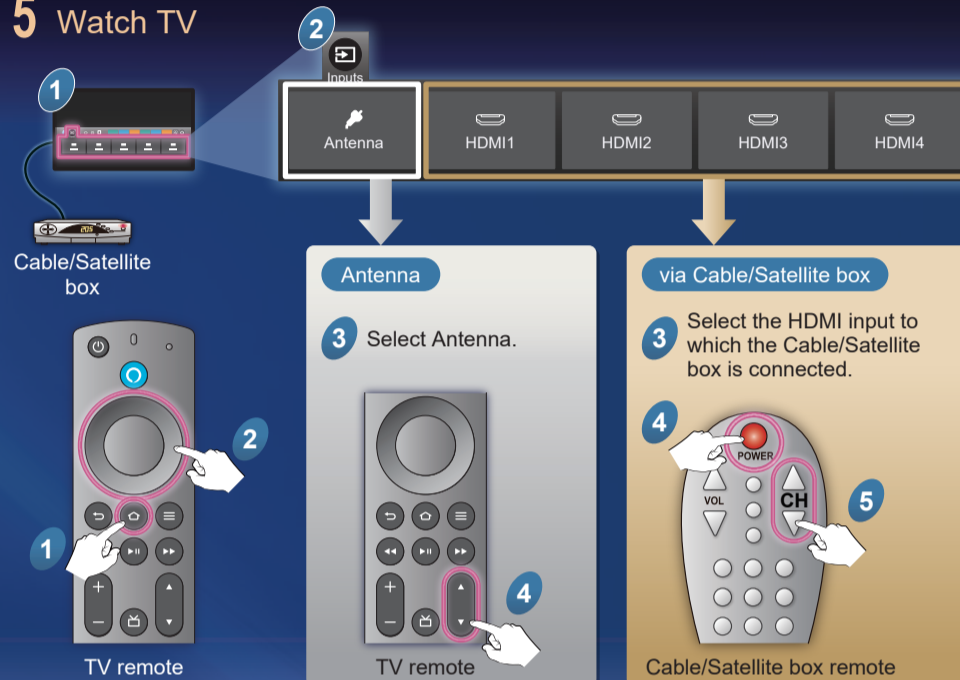 5 Watch TV
1
2
Inputs
Antenna
HDMI1
HDMI2
HDMI3
HDMI4
205
Cable/Satellite
box
1
2
TV remote
Antenna
3 Select Antenna.
4
TV remote
via Cable/Satellite box
3
Select the HDMI input to
which the Cable/Satellite
box is connected.
4
POWER
VOL
CH
5
Cable/Satellite box remote